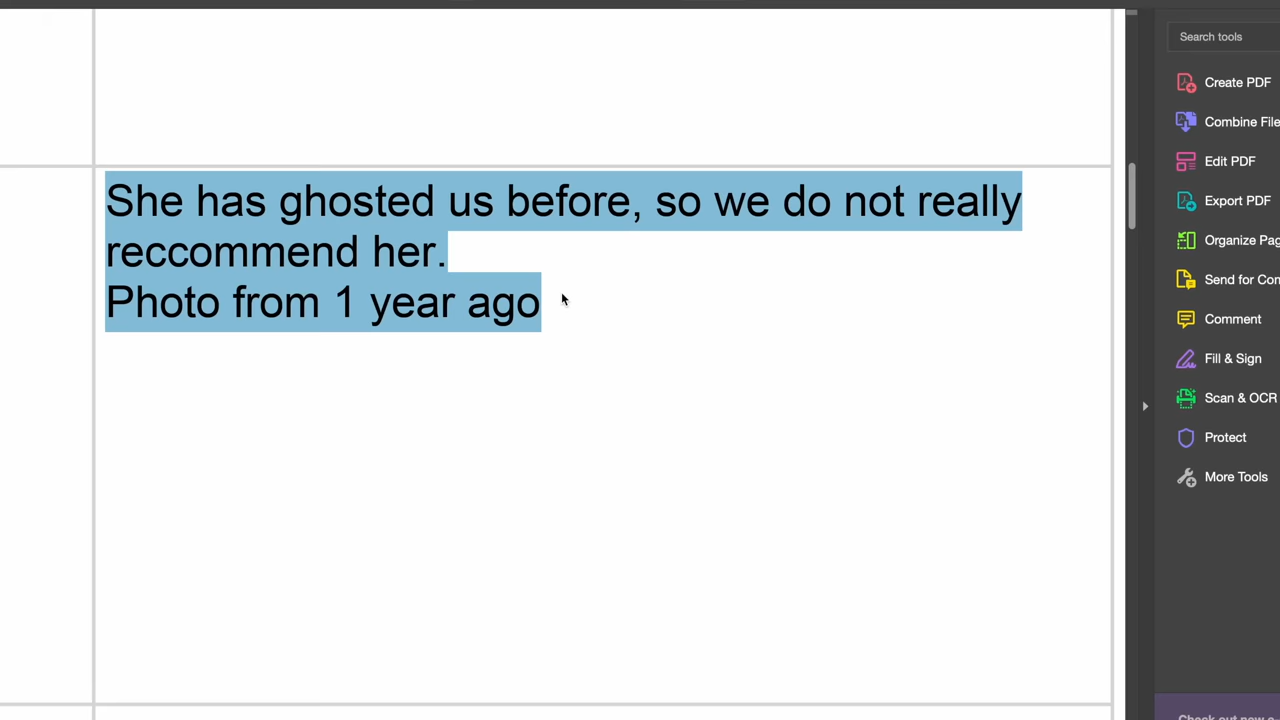 Search tools
Create PDF
Combine File
Edit PDF
She has ghosted us before, so we do not really
reccommend her.
Photo from 1 year ago
Export PDF
Organize Pag
Send for Con
Comment
Fill & Sign
Scan & OCR
Protect
More Tools